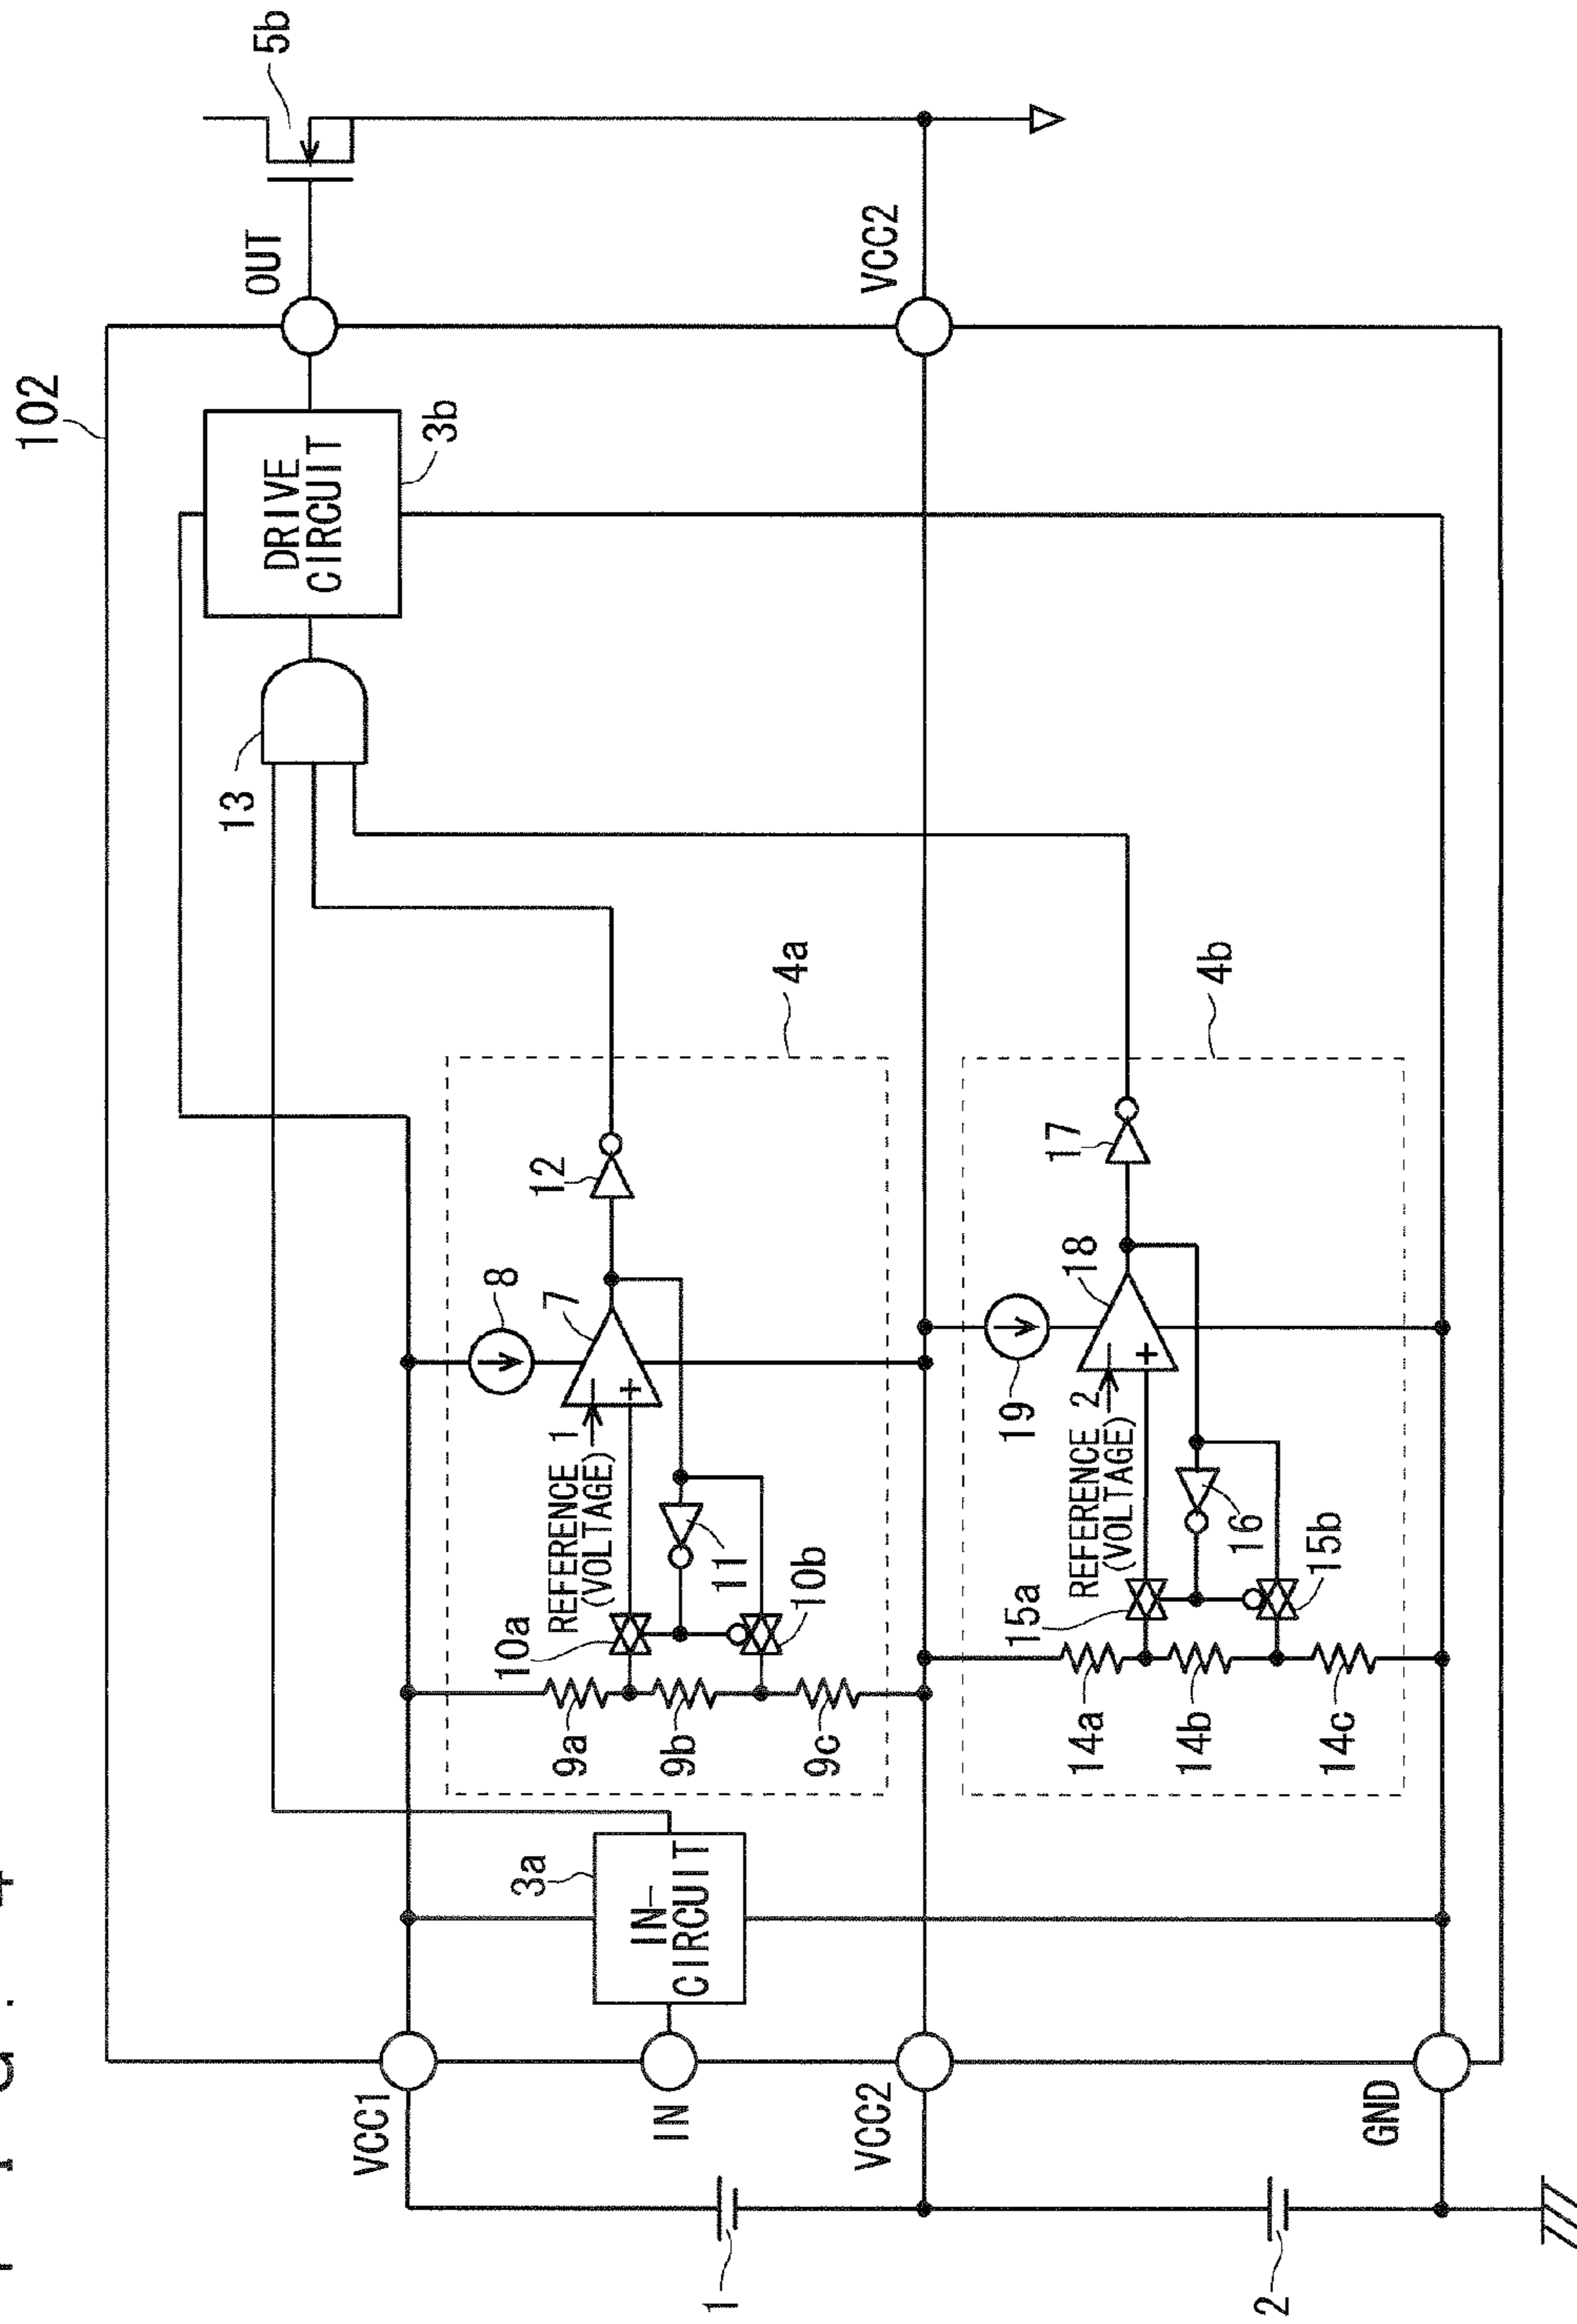 102
OUT
5b
DRIVE
CIRCUIT
3b
13
VCC1
3a
IN-
CIRCUIT
IN
8
7
12
REFERENCE 1
(VOLTAGE)
10a
11
10b
9a
9b
9c
4a
VCC2
VCC2
19
18
17
REFERENCE 2
(VOLTAGE)
15a
16
15b
14a
14b
14c
4b
GND
1
2